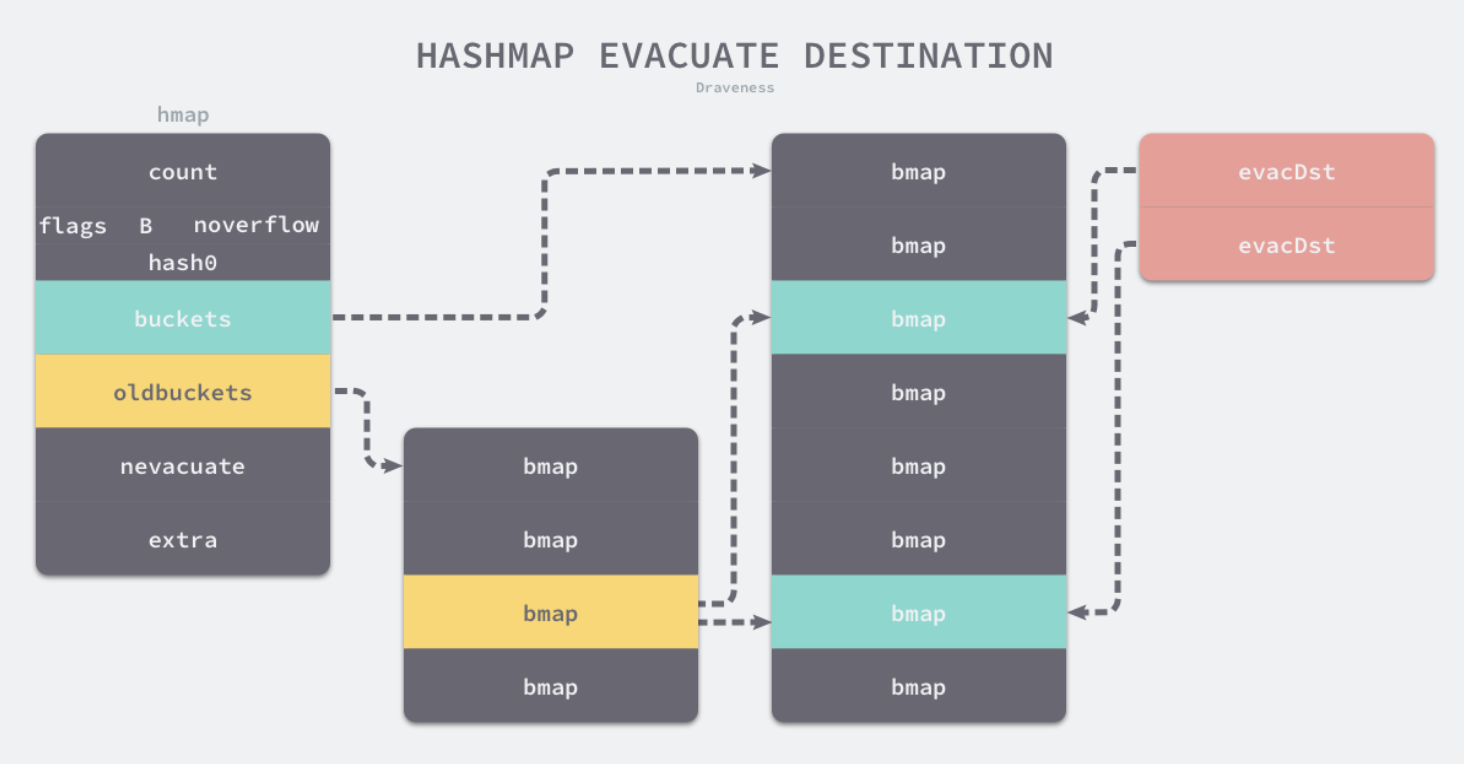 HASHMAP EVACUATE DESTINATION
Draveness
hmap
count
flags B noverflow
hash0
buckets
oldbuckets
nevacuate
extra
bmap
bmap
bmap
bmap
bmap
bmap
bmap
bmap
bmap
bmap
bmap
bmap
evacDst
evacDst